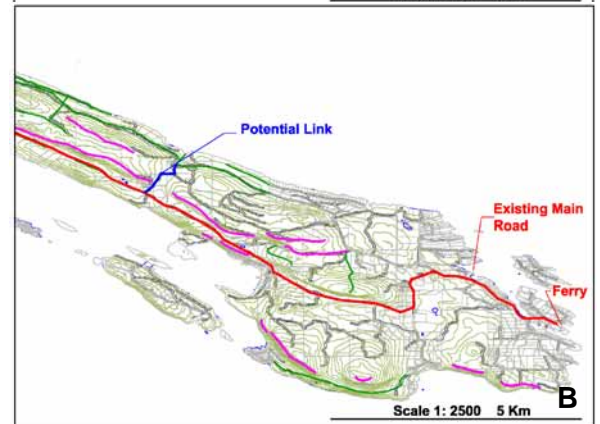 Potential Link
Existing Main
Road
Ferry
B
Scale 1: 2500 5 Km